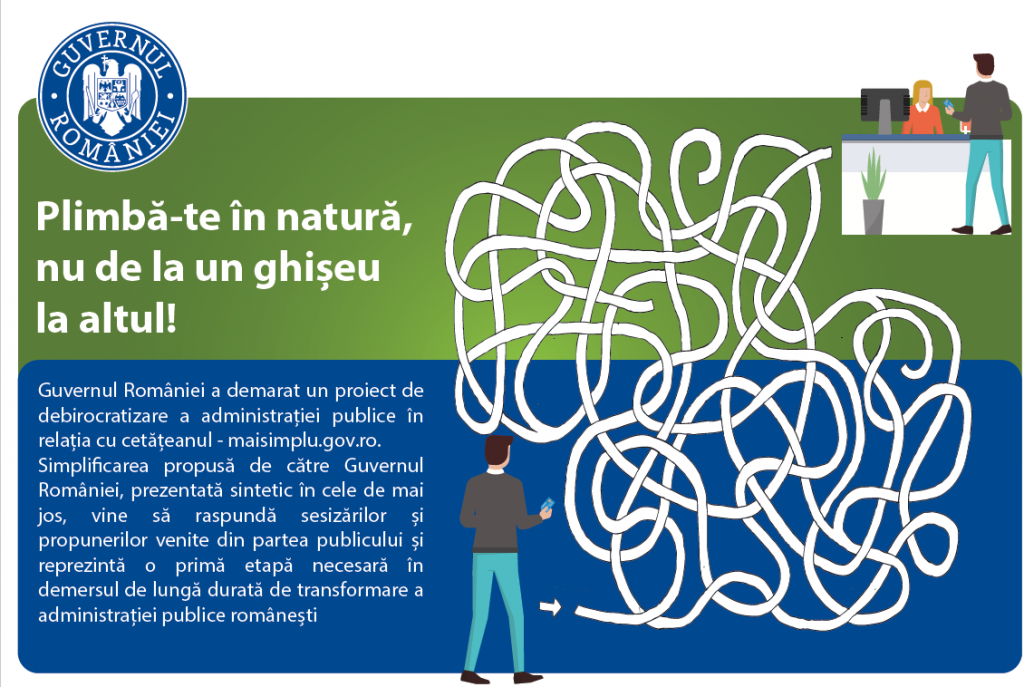 GUVERNUL
ROMÂNIEI
Plimbă-te în natură,
nu de la un ghișeu
la altul!
Guvernul României a demarat un proiect de
debirocratizare a administrației publice în
relația cu cetățeanul - maisimplu.gov.ro.
Simplificarea propusă de către Guvernul
României, prezentată sintetic în cele de mai
jos, vine să raspundă sesizărilor și
propunerilor venite din partea publicului și
reprezintă o primă etapă necesară în
demersul de lungă durată de transformare a
administrației publice românești